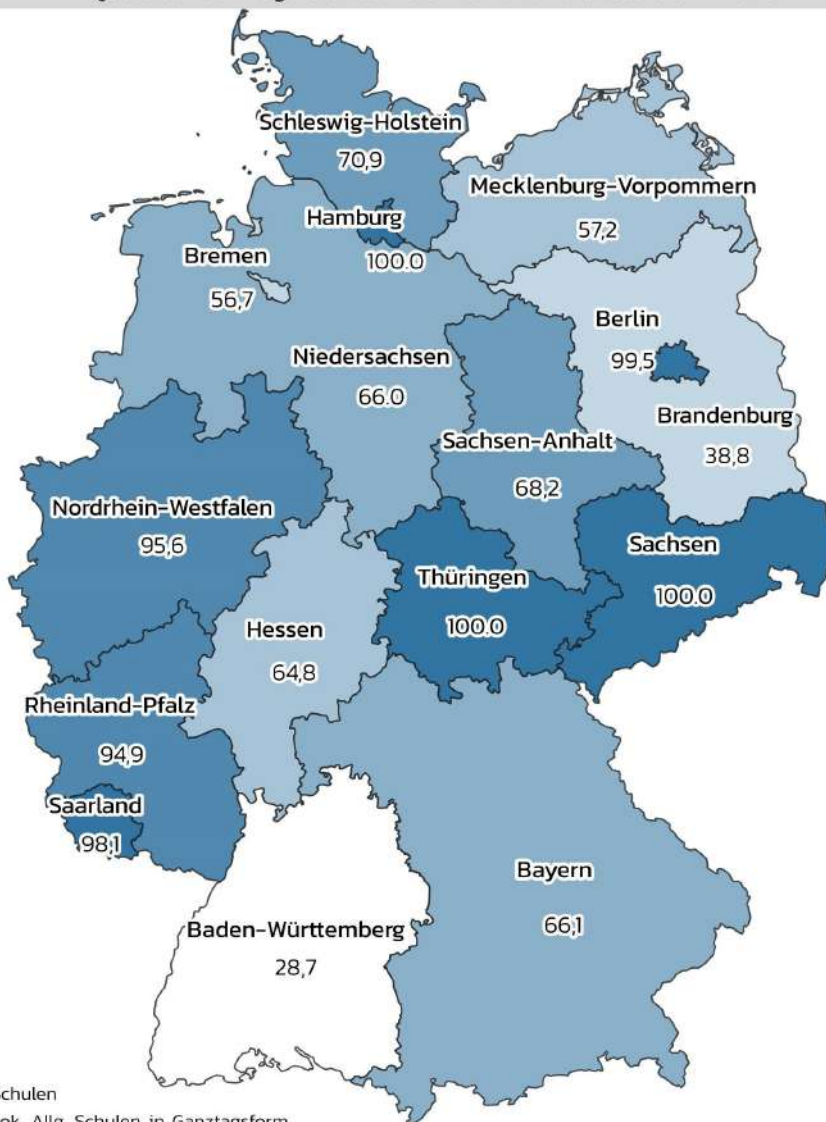 Schleswig-Holstein
70,9
Mecklenburg-Vorpommern
57,2
Hamburg
100.0
Bremen
56,7
Berlin
99,5
Niedersachsen
66.0
Brandenburg
38,8
Sachsen-Anhalt
68,2
Nordrhein-Westfalen
95,6
Sachsen
100.0
Thüringen
100.0
Hessen
64,8
Rheinland-Pfalz
94,9
Saarland
98,1
Bayern
66,1
Baden-Württemberg
28,7
chulen
ok. Allg. Schulen in Ganztagsform